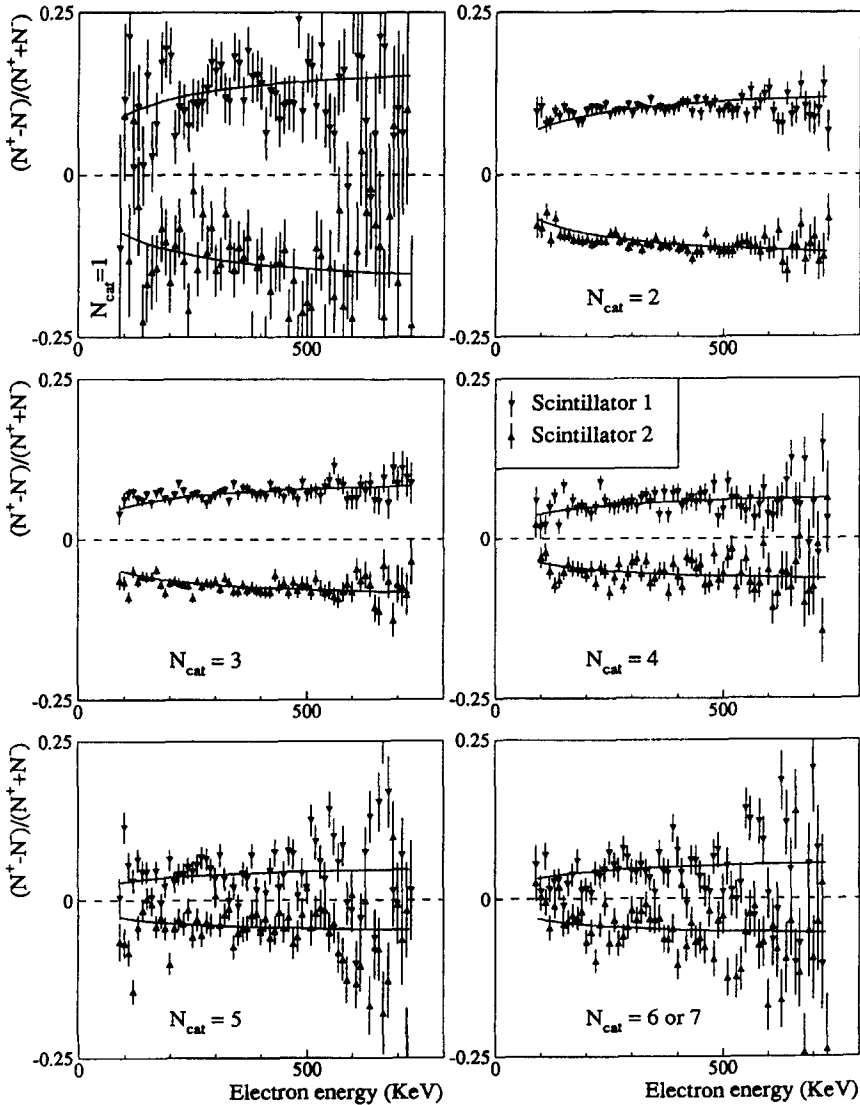 0.25
0
-0.25
(N⁺-N⁻)/(N⁺+N⁻)
N_cat=1
0 500
0.25
0
-0.25
N_cat = 2
0 500
0.25
0
-0.25
(N⁺-N⁻)/(N⁺+N⁻)
N_cat = 3
0 500
0.25
0
-0.25
Scintillator 1
Scintillator 2
N_cat = 4
0 500
0.25
0
-0.25
(N⁺-N⁻)/(N⁺+N⁻)
N_cat = 5
0 500
Electron energy (KeV)
0.25
0
-0.25
N_cat = 6 or 7
0 500
Electron energy (KeV)